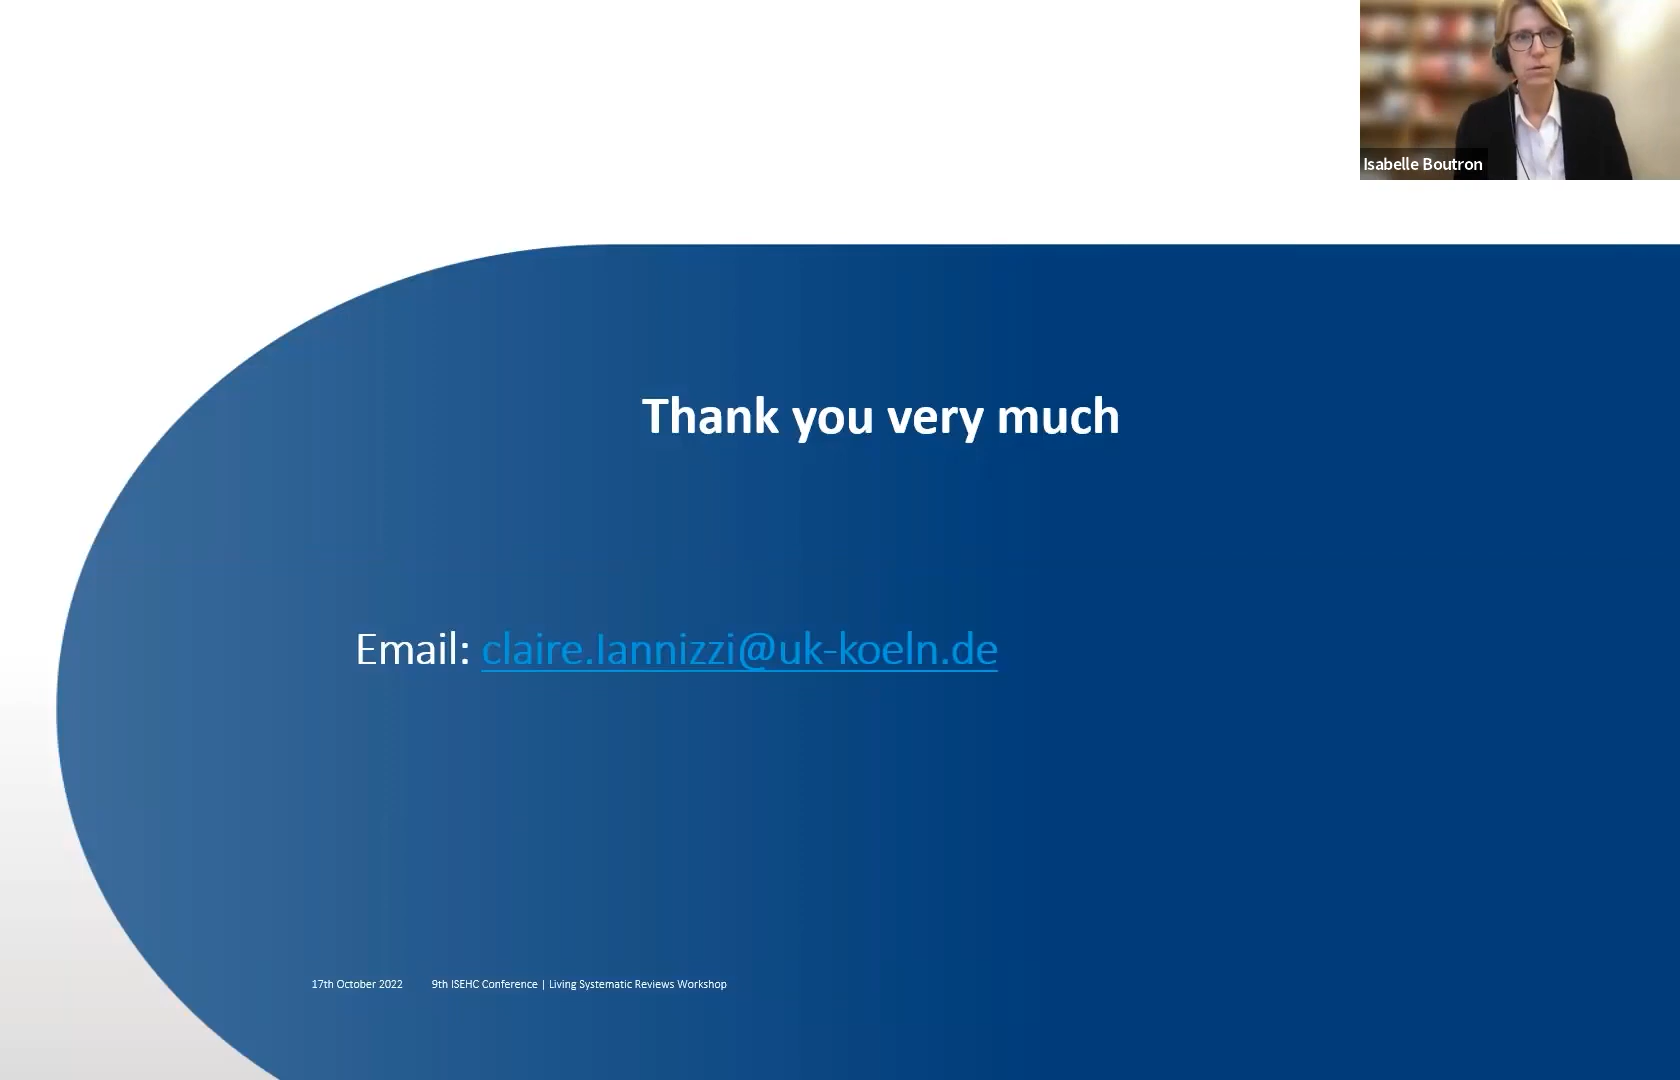 Isabelle Boutron
Thank you very much
Email: claire.Iannizzi@uk-koeln.de
17th October 2022 9th ISEHC Conference | Living Systematic Reviews Workshop